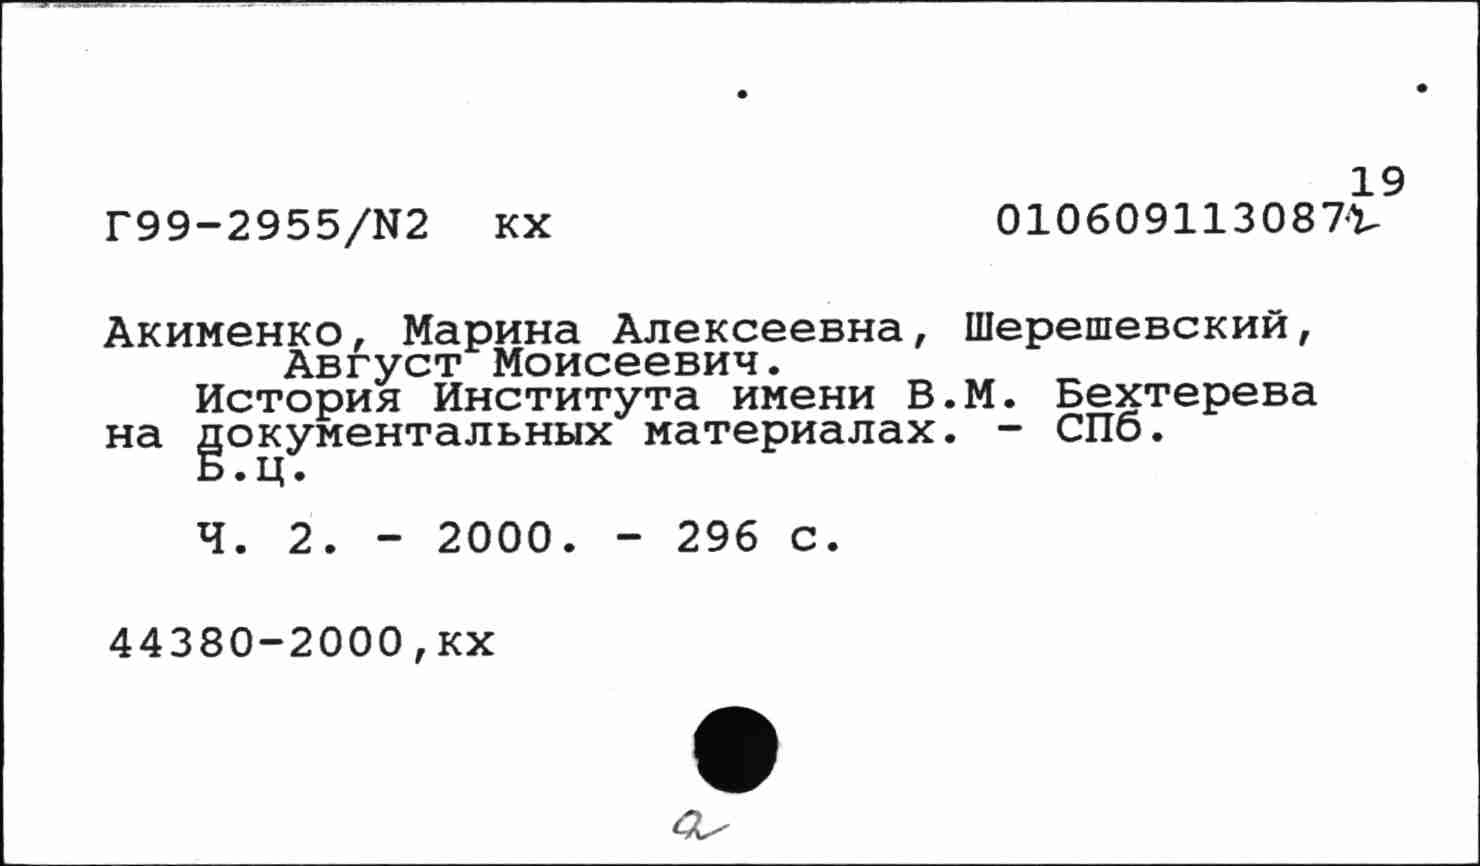 19
Г99-2955/N2 кх 010609113087г
Акименко, Марина Алексеевна, Шерешевский,
Август Моисеевич.
История Института имени В.М. Бехтерева
на документальных материалах. - СПб.
Б.ц.
Ч. 2. - 2000. - 296 с.
44380-2000,кх